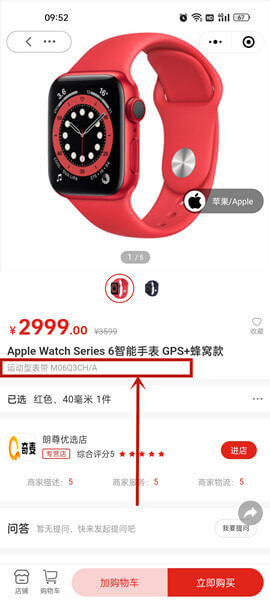 09:52
67
苹果/Apple
1/5
¥2999.00 ¥3599
收藏
Apple Watch Series 6智能手表 GPS+蜂窝款
运动型表带 M06Q3CH/A
已选 红色、40毫米 1件
奇麦
朗尊优选店
专营店 综合评分5
进店
商家描述：5 商家服务：5 商家物流：5
问答 暂无提问，快来发起提问吧
我要提问
店铺
购物车
加购物车
立即购买